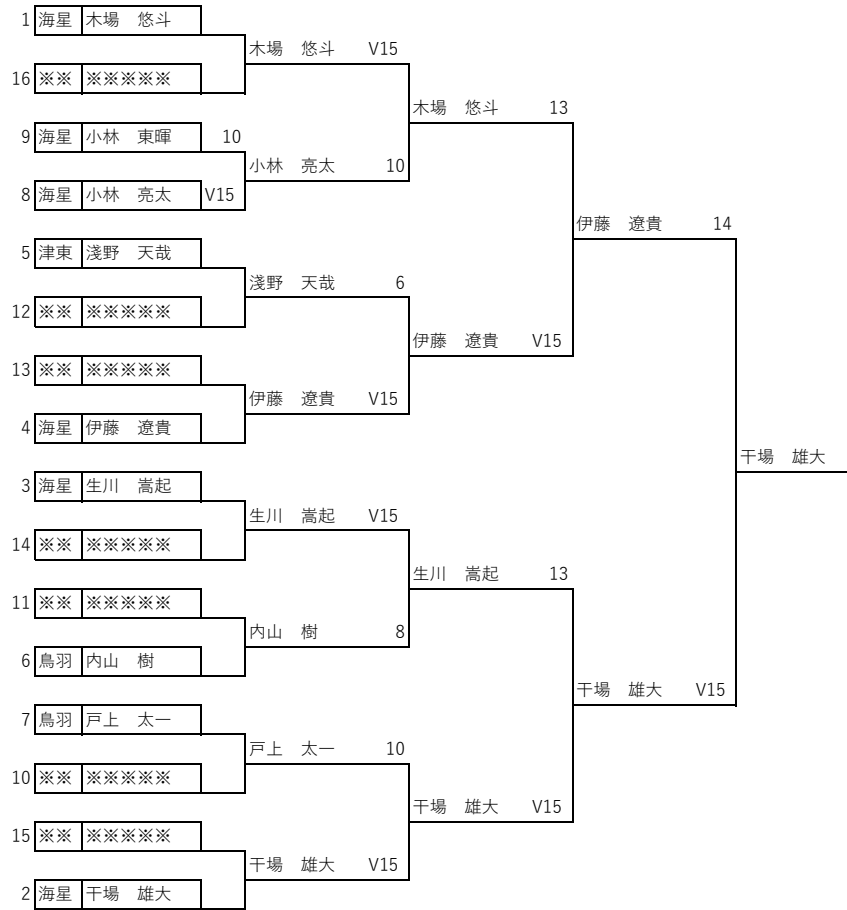 1 海星 木場　悠斗
木場　悠斗 V15
16 ※※ ※※※※※
木場　悠斗 13
9 海星 小林　東暉 10
小林　亮太 10
8 海星 小林　亮太 V15
伊藤　遼貴 14
5 津東 淺野　天哉
淺野　天哉 6
12 ※※ ※※※※※
伊藤　遼貴 V15
13 ※※ ※※※※※
伊藤　遼貴 V15
4 海星 伊藤　遼貴
干場　雄大
3 海星 生川　嵩起
生川　嵩起 V15
14 ※※ ※※※※※
生川　嵩起 13
11 ※※ ※※※※※
内山　樹 8
6 鳥羽 内山　樹
干場　雄大 V15
7 鳥羽 戸上　太一
戸上　太一 10
10 ※※ ※※※※※
干場　雄大 V15
15 ※※ ※※※※※
干場　雄大 V15
2 海星 干場　雄大